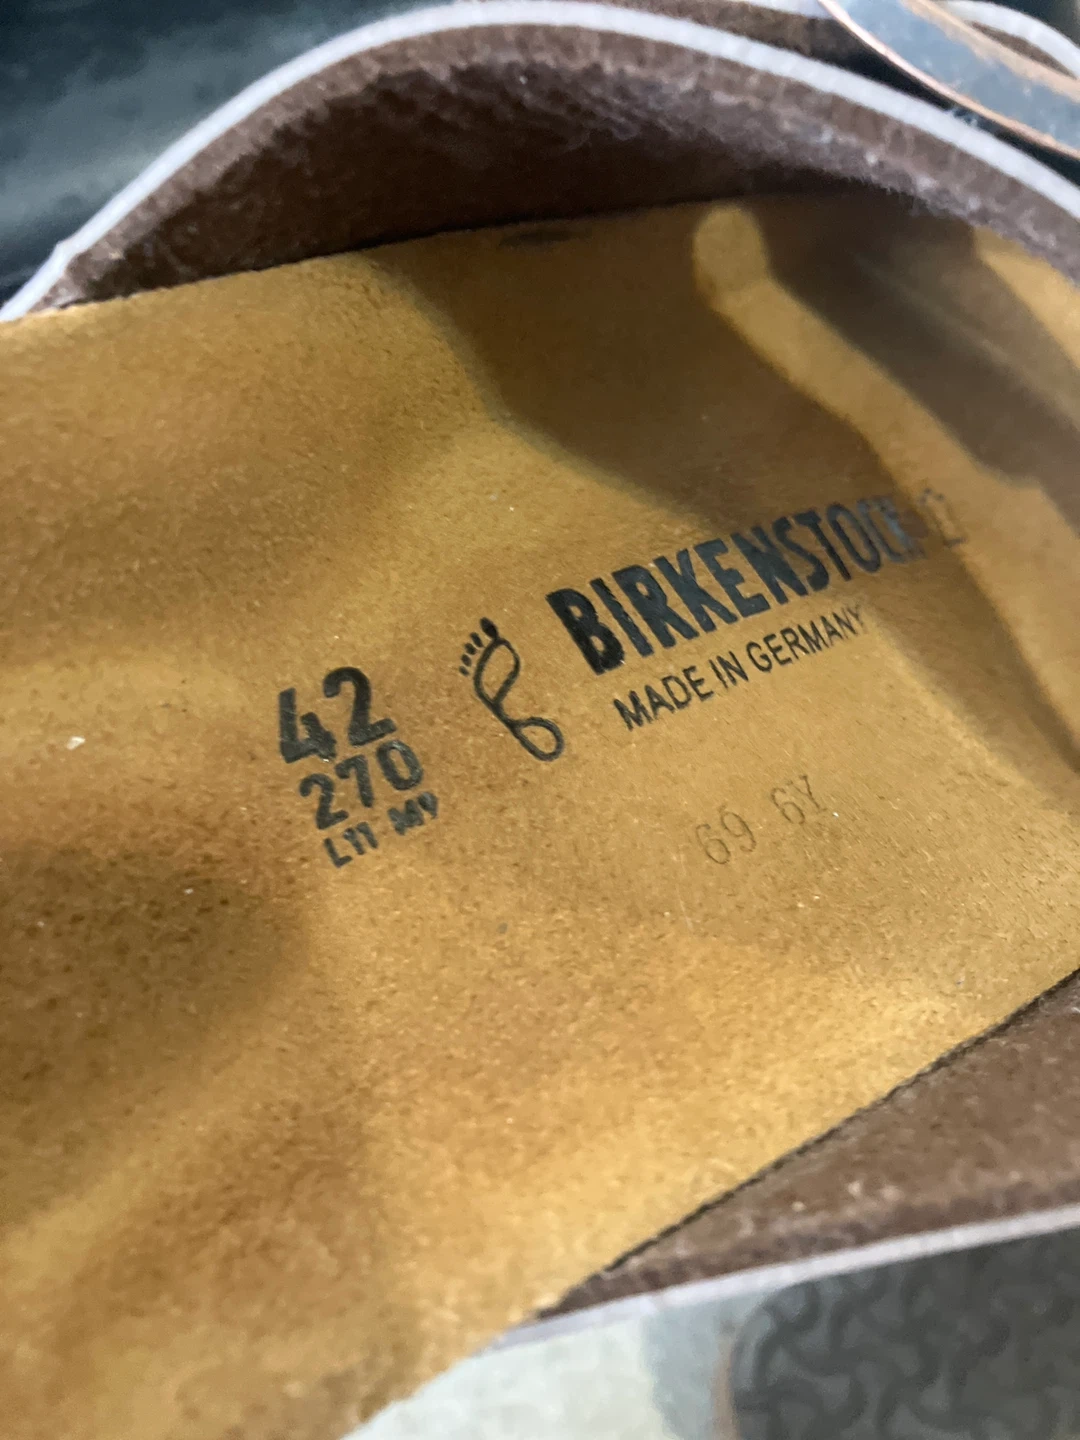 42
270
L11 M9
BIRKENSTOCK
MADE IN GERMANY
69 6Y